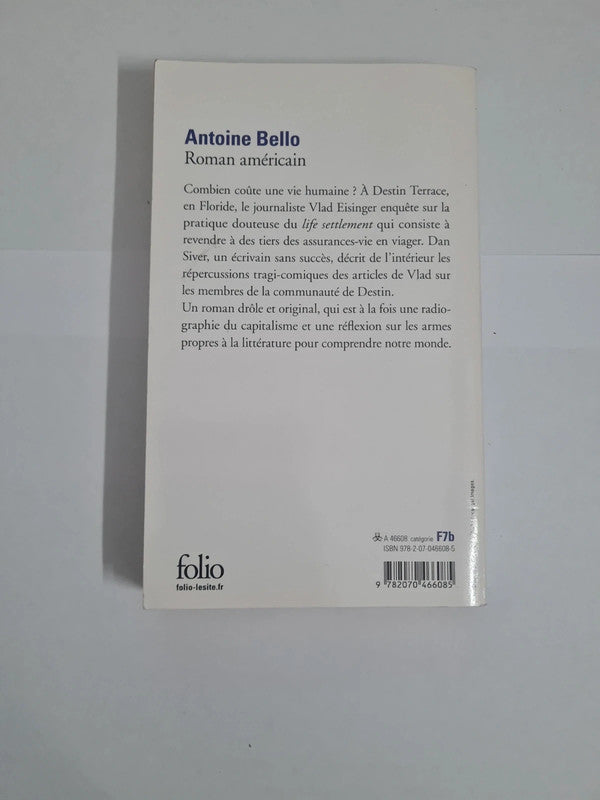 Antoine Bello
Roman américain
Combien coûte une vie humaine ? À Destin Terrace,
en Floride, le journaliste Vlad Eisinger enquête sur la
pratique douteuse du life settlement qui consiste à
revendre à des tiers des assurances-vie en viager. Dan
Siver, un écrivain sans succès, décrit de l'intérieur les
répercussions tragi-comiques des articles de Vlad sur
les membres de la communauté de Destin.
Un roman drôle et original, qui est à la fois une radio-
graphie du capitalisme et une réflexion sur les armes
propres à la littérature pour comprendre notre monde.
A 46608 catégorie F7b
ISBN 978-2-07-046608-5
folio
folio-lesite.fr
9 782070 466085
Images.